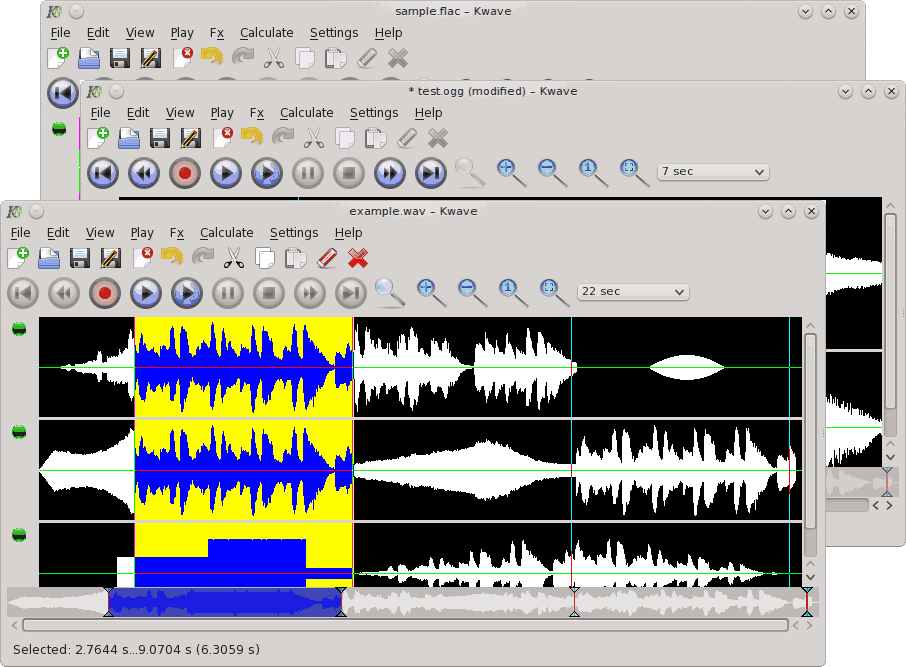 sample.flac – Kwave
File Edit View Play Fx Calculate Settings Help
* test.ogg (modified) – Kwave
File Edit View Play Fx Calculate Settings Help
1
7 sec
example.wav – Kwave
File Edit View Play Fx Calculate Settings Help
1
22 sec
Selected: 2.7644 s...9.0704 s (6.3059 s)